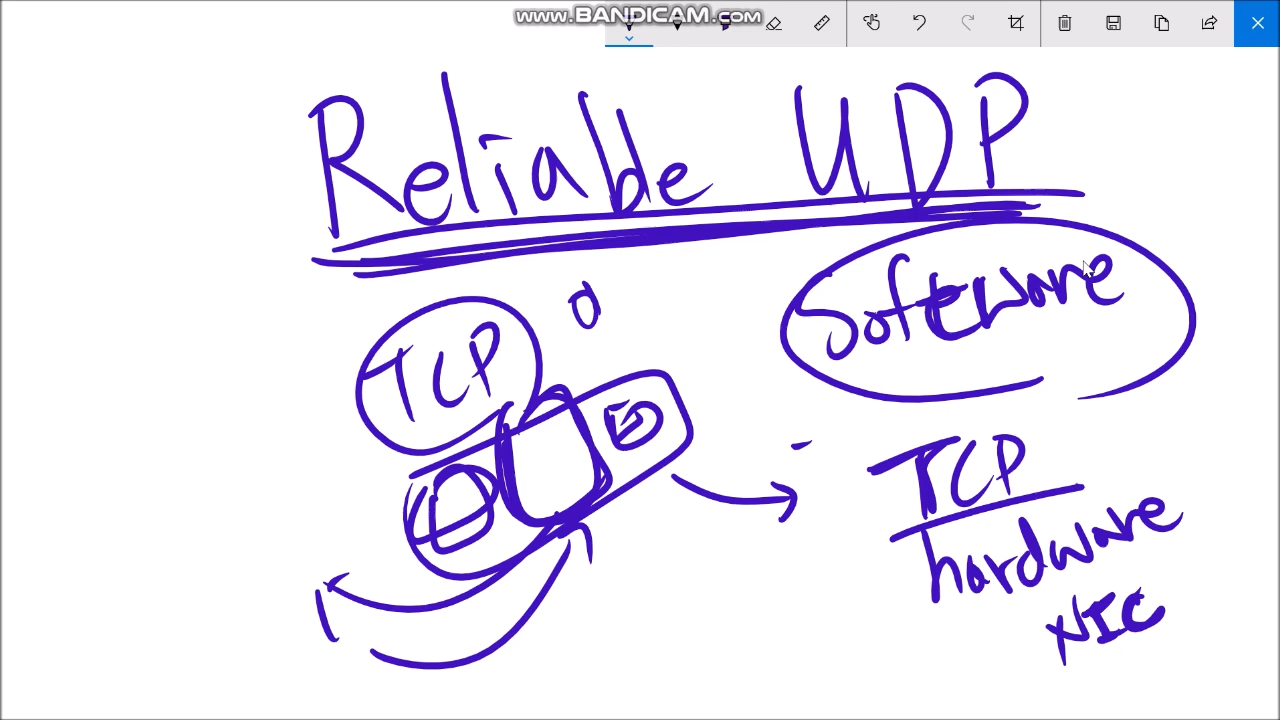 www.BANDICAM.com
Reliable UDP
Software
TCP
TCP
hardware
NIC